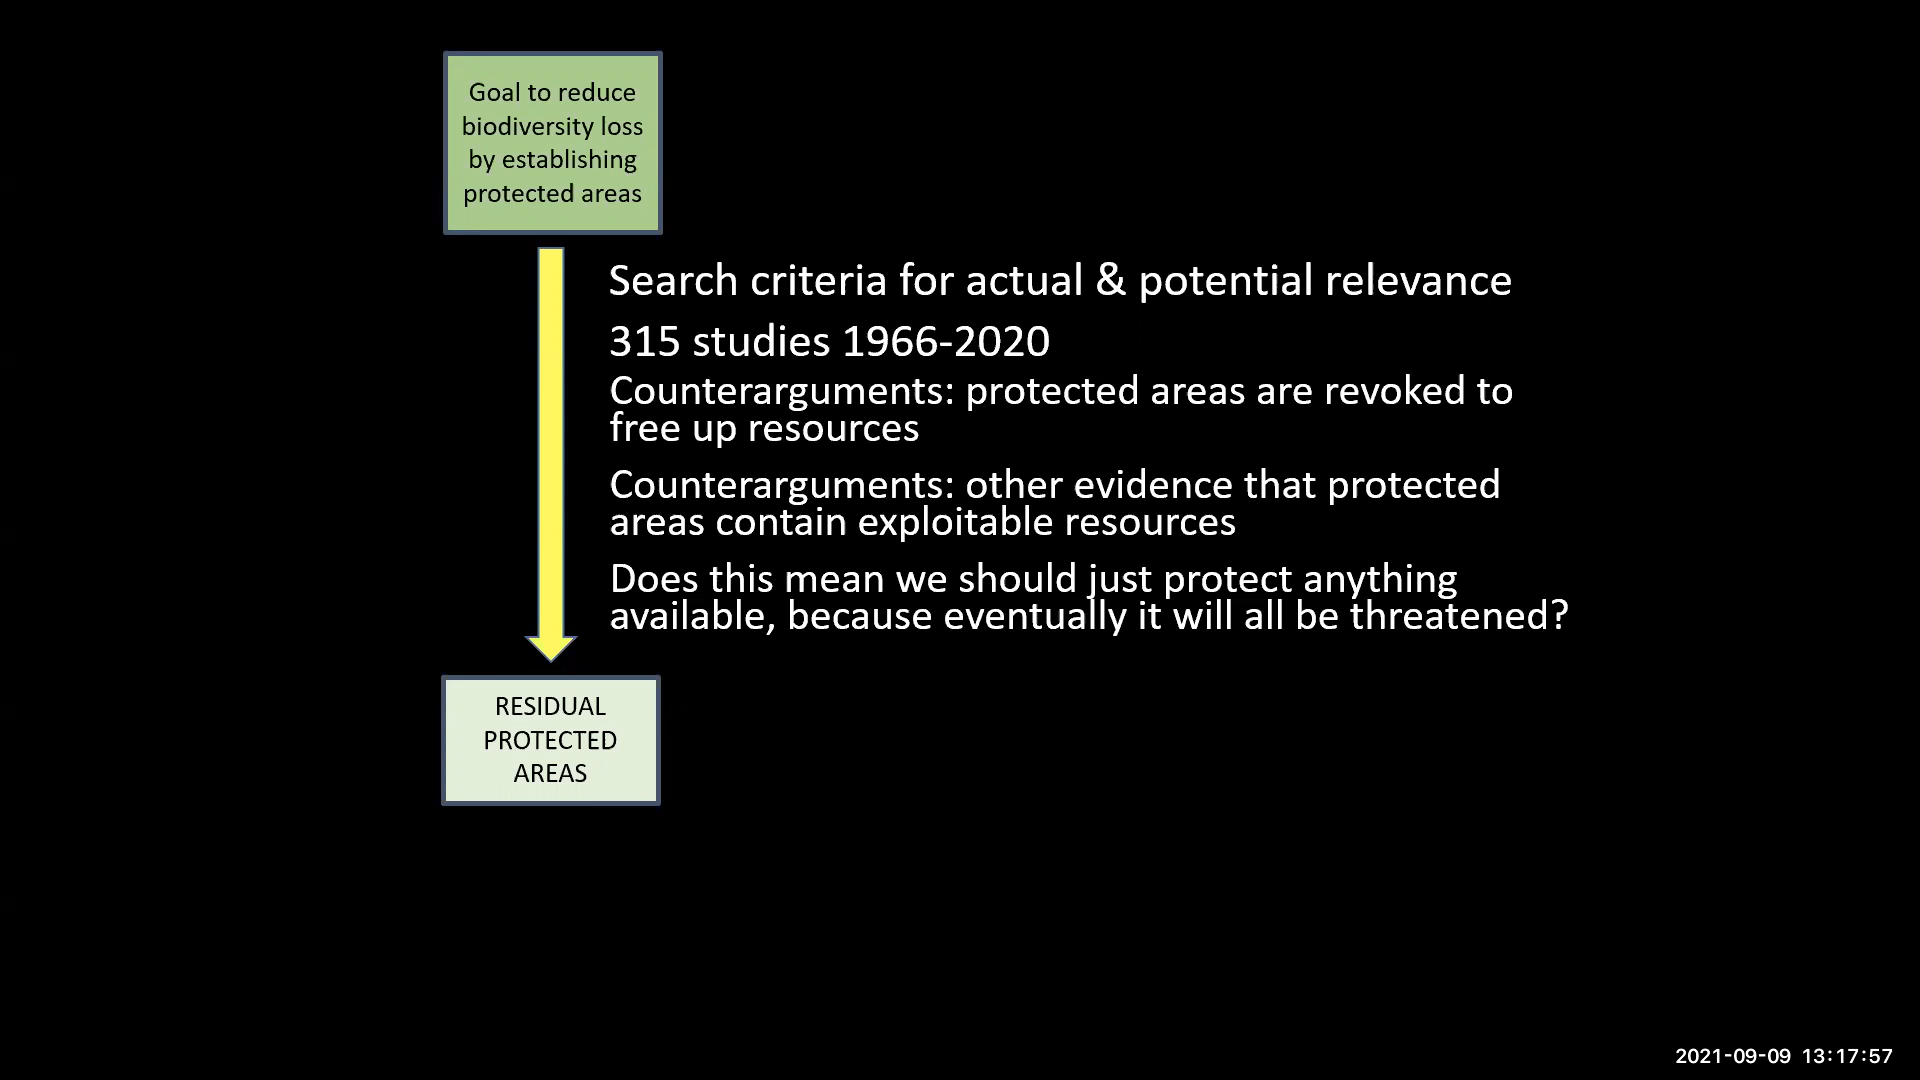 Goal to reduce
biodiversity loss
by establishing
protected areas
Search criteria for actual & potential relevance
315 studies 1966-2020
Counterarguments: protected areas are revoked to
free up resources
Counterarguments: other evidence that protected
areas contain exploitable resources
Does this mean we should just protect anything
available, because eventually it will all be threatened?
RESIDUAL
PROTECTED
AREAS
2021-09-09 13:17:57